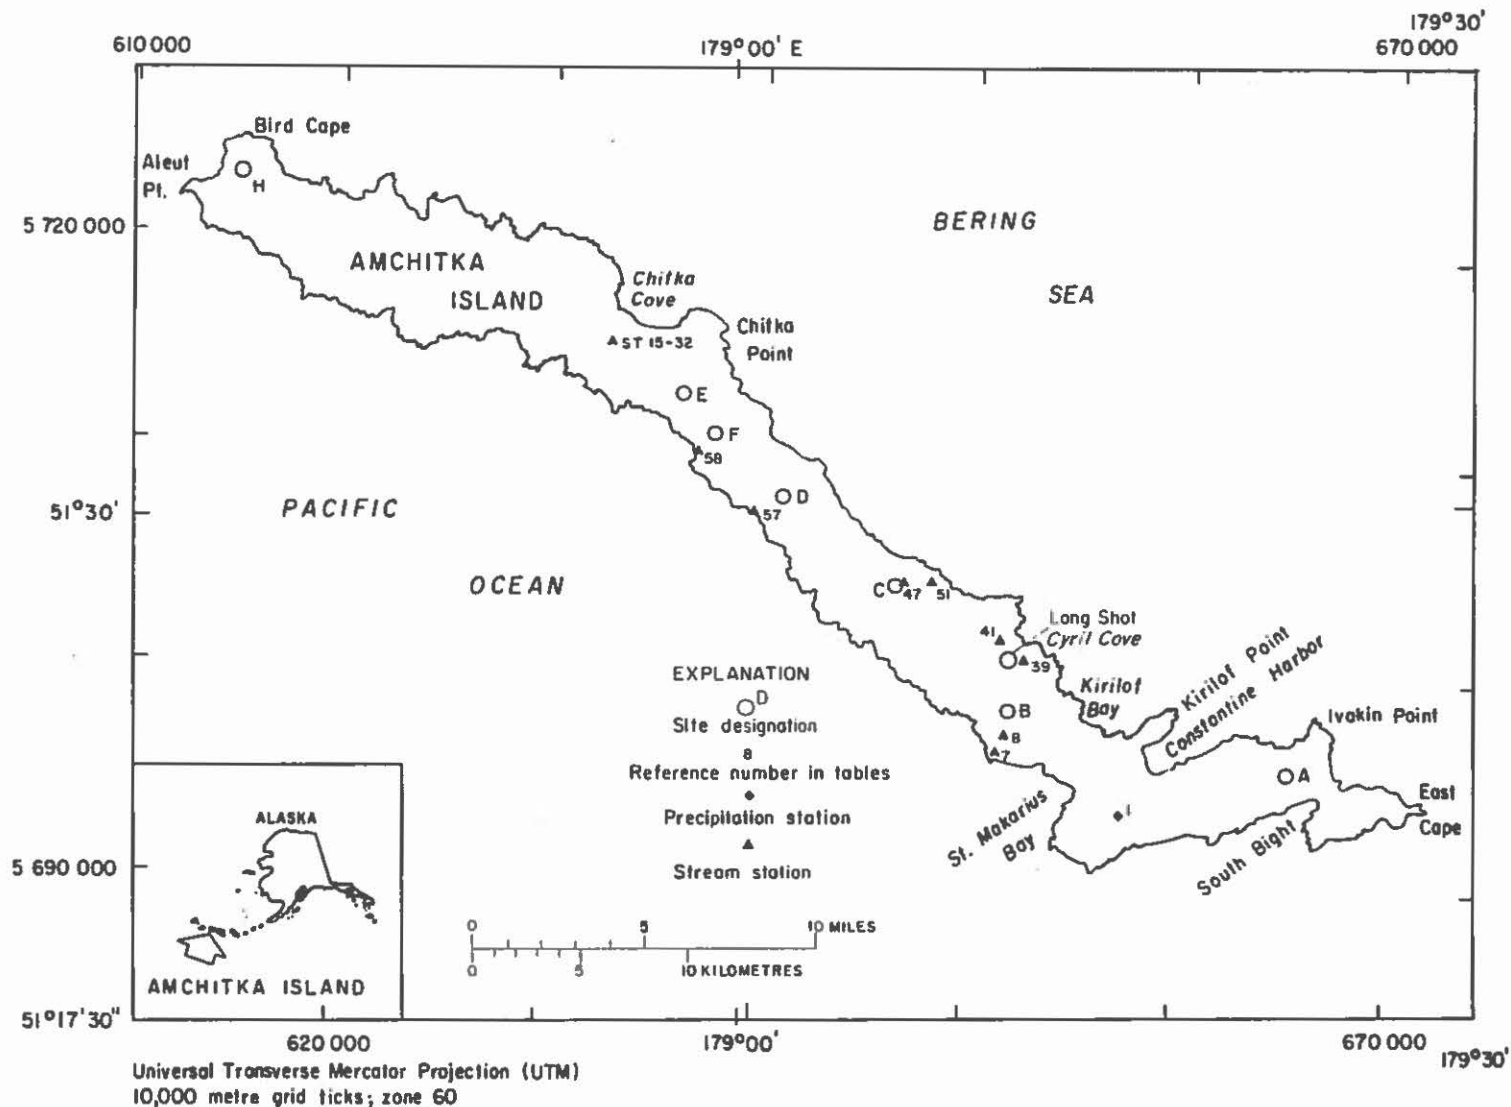 179°30'
610 000 179°00' E 670 000
Bird Cape
Aleut
Pt.
H
5 720 000
BERING
SEA
AMCHITKA
ISLAND
Chitka
Cove
Chitka
Point
ST 15-32
E
F
58
PACIFIC
OCEAN
51°30'
D
57
C 47 51
41
Long Shot
Cyril Cove
39
Kirilof
Bay
Kirilof Point
Constantine Harbor
Ivakin Point
B
8
7
A
East
Cape
1
St. Makarius
Bay
South Bight
EXPLANATION
D
Site designation
8
Reference number in tables
Precipitation station
Stream station
5 690 000
ALASKA
AMCHITKA ISLAND
0 5 10 MILES
0 5 10 KILOMETRES
51°17'30"
620 000 179°00' 670 000
179°30'
Universal Transverse Mercator Projection (UTM)
10,000 metre grid ticks; zone 60